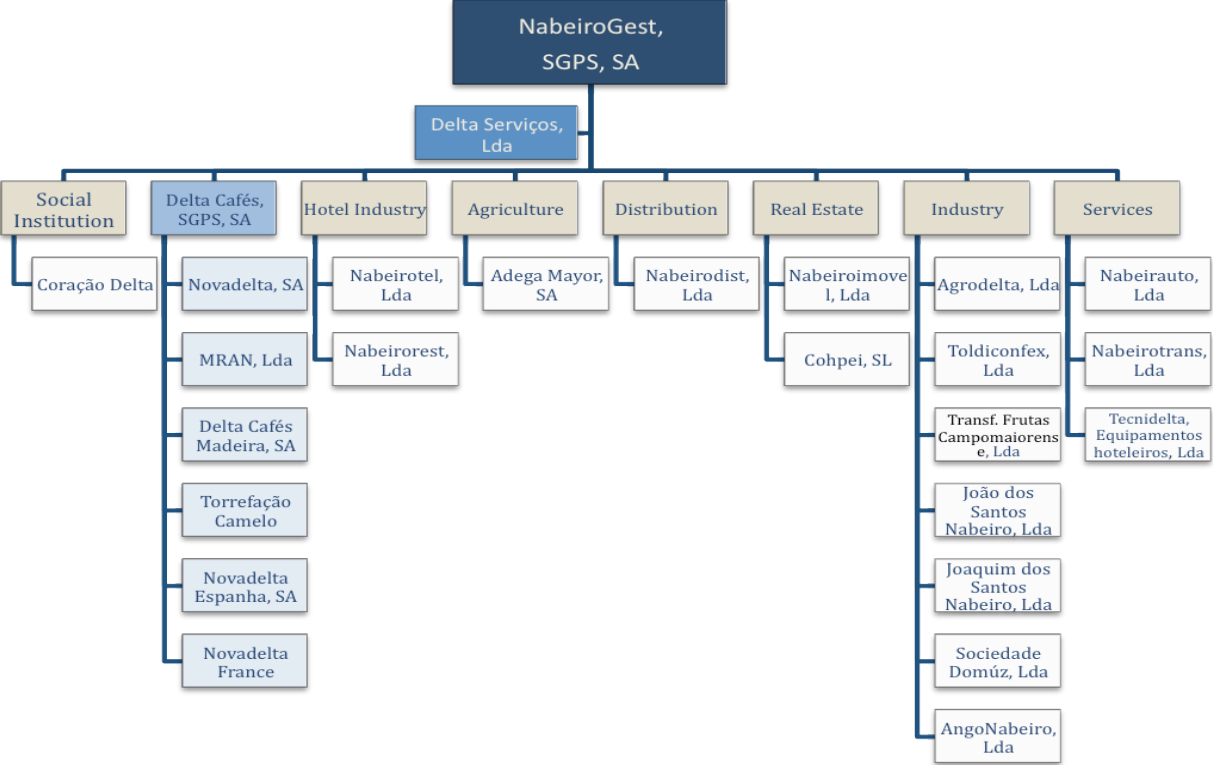 NabeiroGest,
SGPS, SA
Delta Serviços,
Lda
Social
Institution
Delta Cafés,
SGPS, SA
Hotel Industry
Agriculture
Distribution
Real Estate
Industry
Services
Coração Delta
Novadelta, SA
MRAN, Lda
Delta Cafés
Madeira, SA
Torrefação
Camelo
Novadelta
Espanha, SA
Novadelta
France
Nabeirotel,
Lda
Nabeirorest,
Lda
Adega Mayor,
SA
Nabeirodist,
Lda
Nabeiroimove
l, Lda
Cohpei, SL
Agrodelta, Lda
Toldiconfex,
Lda
Transf. Frutas
Campomaiorens
e, Lda
João dos
Santos
Nabeiro, Lda
Joaquim dos
Santos
Nabeiro, Lda
Sociedade
Domúz, Lda
AngoNabeiro,
Lda
Nabeirauto,
Lda
Nabeirotrans,
Lda
Tecnidelta,
Equipamentos
hoteleiros, Lda